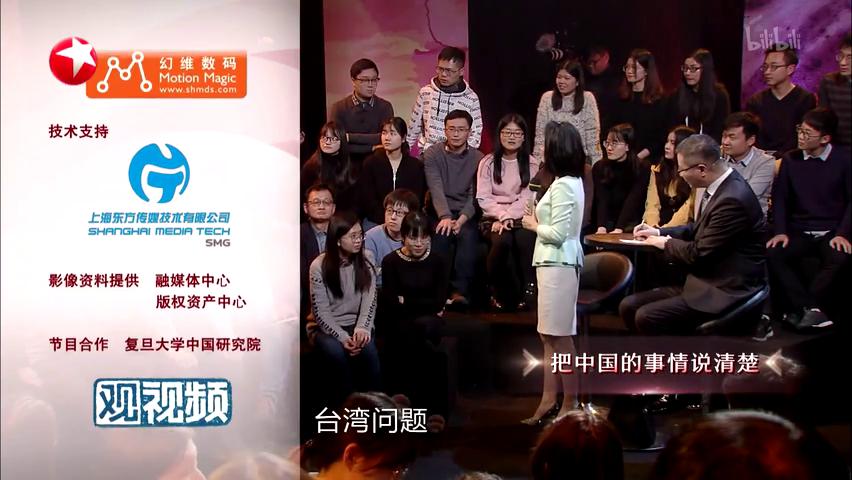 幻维数码
Motion Magic
www.shmds.com
bilibili
技术支持
上海东方传媒技术有限公司
SHANGHAI MEDIA TECH
SMG
影像资料提供 融媒体中心
版权资产中心
节目合作 复旦大学中国研究院
观视频
把中国的事情说清楚
台湾问题